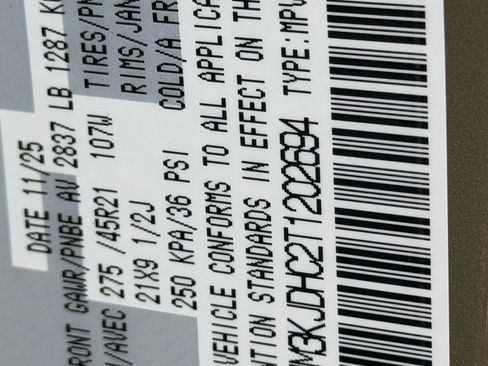 DATE 11/25
RONT GAWR/PNBE AV 2837 LB 1287 K
/AVEC 275 /45R21 107W TIRES/PN
21X9 1/2J RIMS/JAN
250 KPA/36 PSI COLD/A FR
VEHICLE CONFORMS TO ALL APPLICA
TION STANDARDS IN EFFECT ON TH
M3KJDHC2T1202694 TYPE:MPV